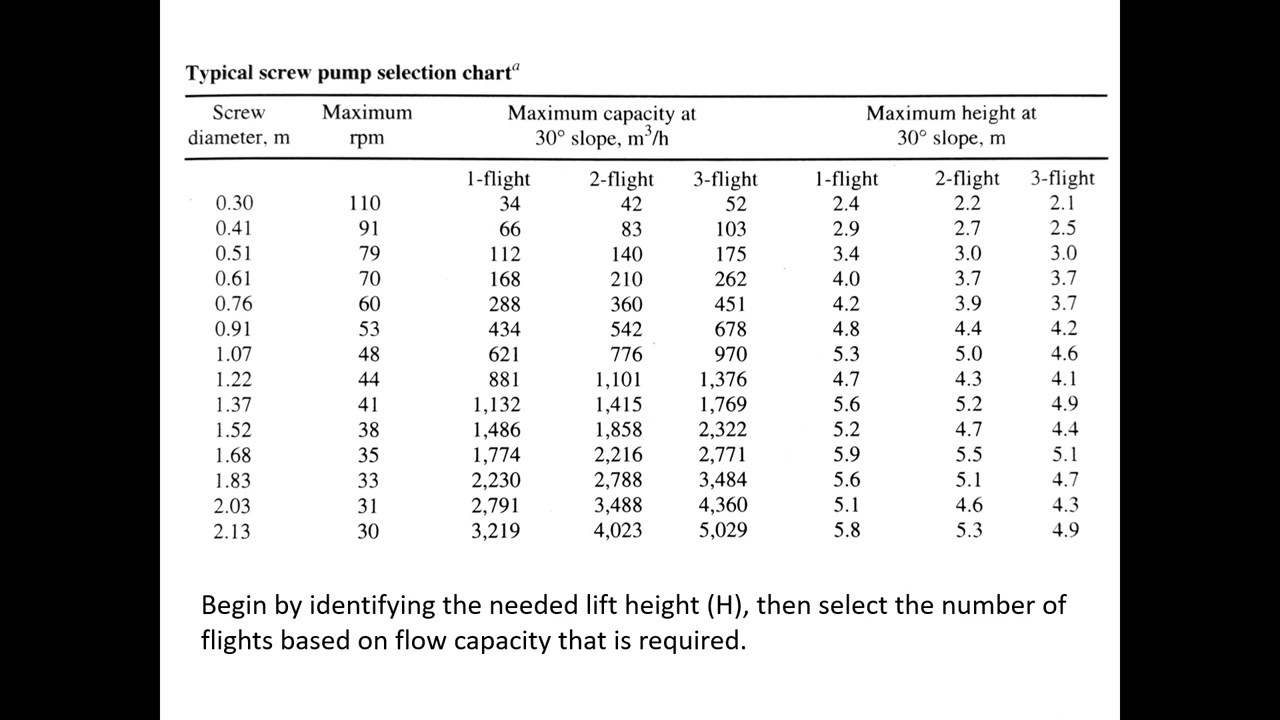 Typical screw pump selection chartᵃ
Screw Maximum Maximum capacity at Maximum height at
diameter, m rpm 30° slope, m³/h 30° slope, m
1-flight 2-flight 3-flight 1-flight 2-flight 3-flight
0.30 110 34 42 52 2.4 2.2 2.1
0.41 91 66 83 103 2.9 2.7 2.5
0.51 79 112 140 175 3.4 3.0 3.0
0.61 70 168 210 262 4.0 3.7 3.7
0.76 60 288 360 451 4.2 3.9 3.7
0.91 53 434 542 678 4.8 4.4 4.2
1.07 48 621 776 970 5.3 5.0 4.6
1.22 44 881 1,101 1,376 4.7 4.3 4.1
1.37 41 1,132 1,415 1,769 5.6 5.2 4.9
1.52 38 1,486 1,858 2,322 5.2 4.7 4.4
1.68 35 1,774 2,216 2,771 5.9 5.5 5.1
1.83 33 2,230 2,788 3,484 5.6 5.1 4.7
2.03 31 2,791 3,488 4,360 5.1 4.6 4.3
2.13 30 3,219 4,023 5,029 5.8 5.3 4.9
Begin by identifying the needed lift height (H), then select the number of
flights based on flow capacity that is required.